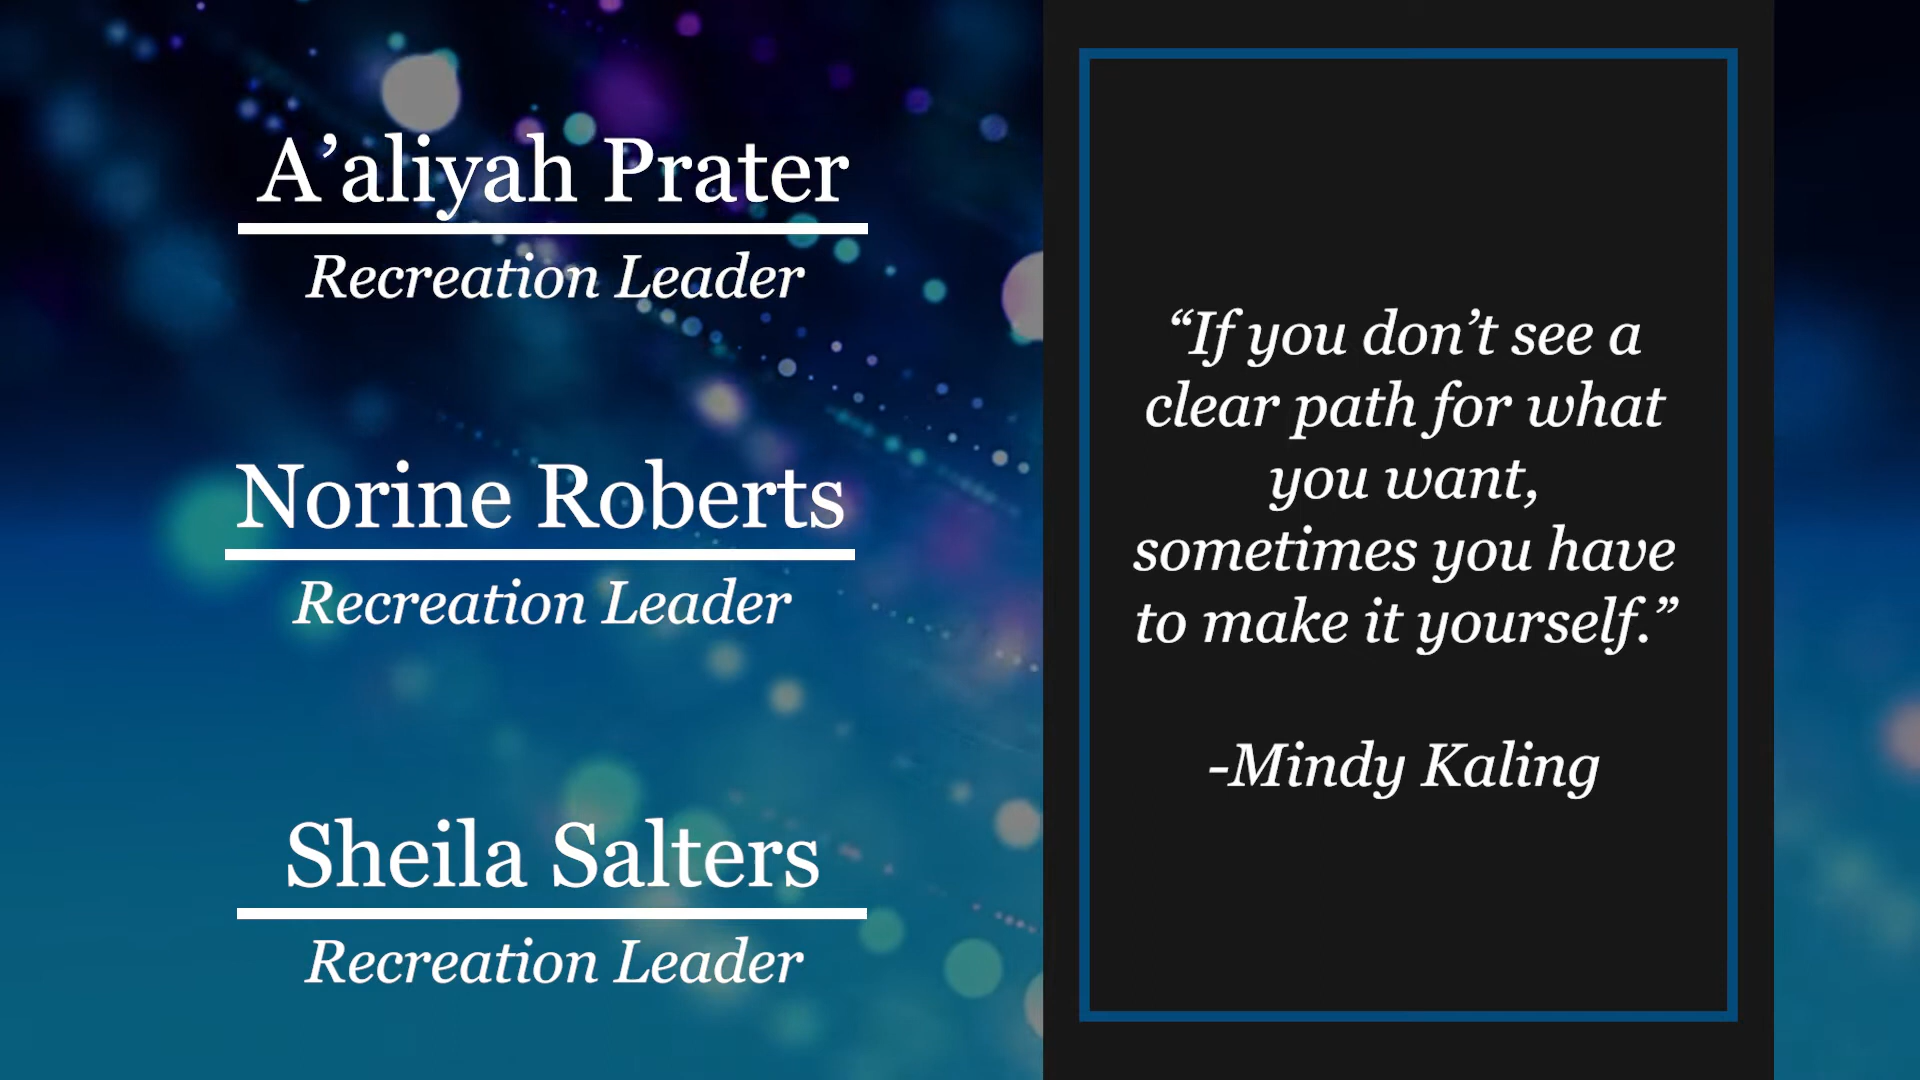 A’aliyah Prater
Recreation Leader
Norine Roberts
Recreation Leader
Sheila Salters
Recreation Leader
“If you don’t see a
clear path for what
you want,
sometimes you have
to make it yourself.”
-Mindy Kaling